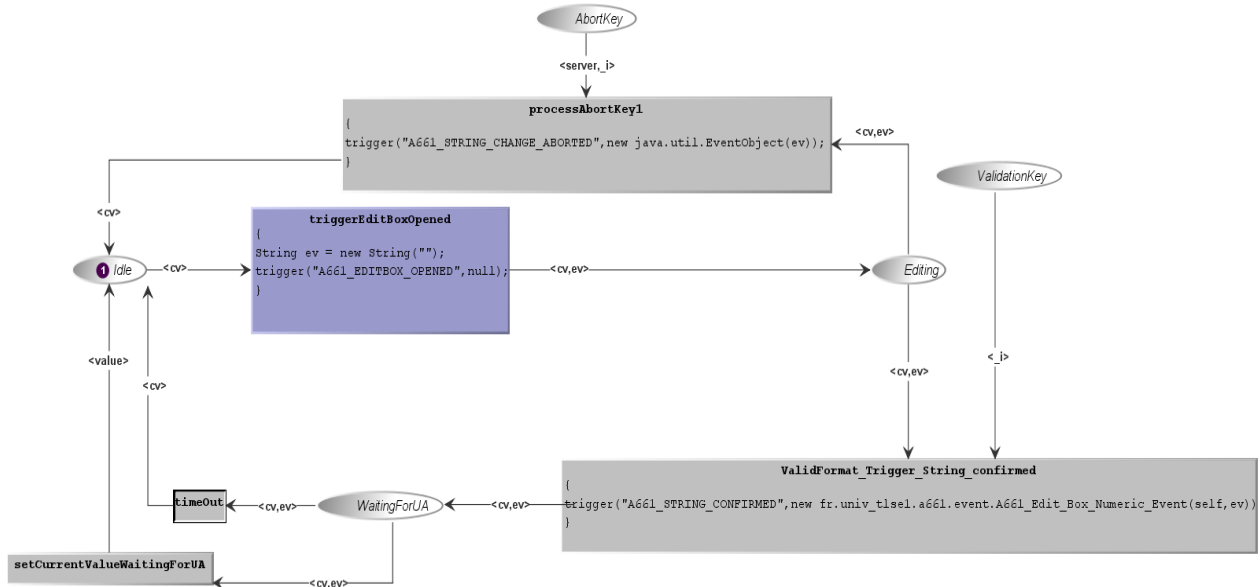 AbortKey
<server,_i>
processAbortKey1
{
trigger("A661_STRING_CHANGE_ABORTED",new java.util.EventObject(ev));
}
<cv,ev>
ValidationKey
<cv>
triggerEditBoxOpened
{
String ev = new String("");
trigger("A661_EDITBOX_OPENED",null);
}
1 Idle
<cv>
<cv,ev>
Editing
<value>
<cv>
<cv,ev>
<_i>
ValidFormat_Trigger_String_confirmed
{
trigger("A661_STRING_CONFIRMED",new fr.univ_tlse1.a661.event.A661_Edit_Box_Numeric_Event(self,ev))
}
timeOut
<cv,ev>
WaitingForUA
<cv,ev>
setCurrentValueWaitingForUA
<cv,ev>